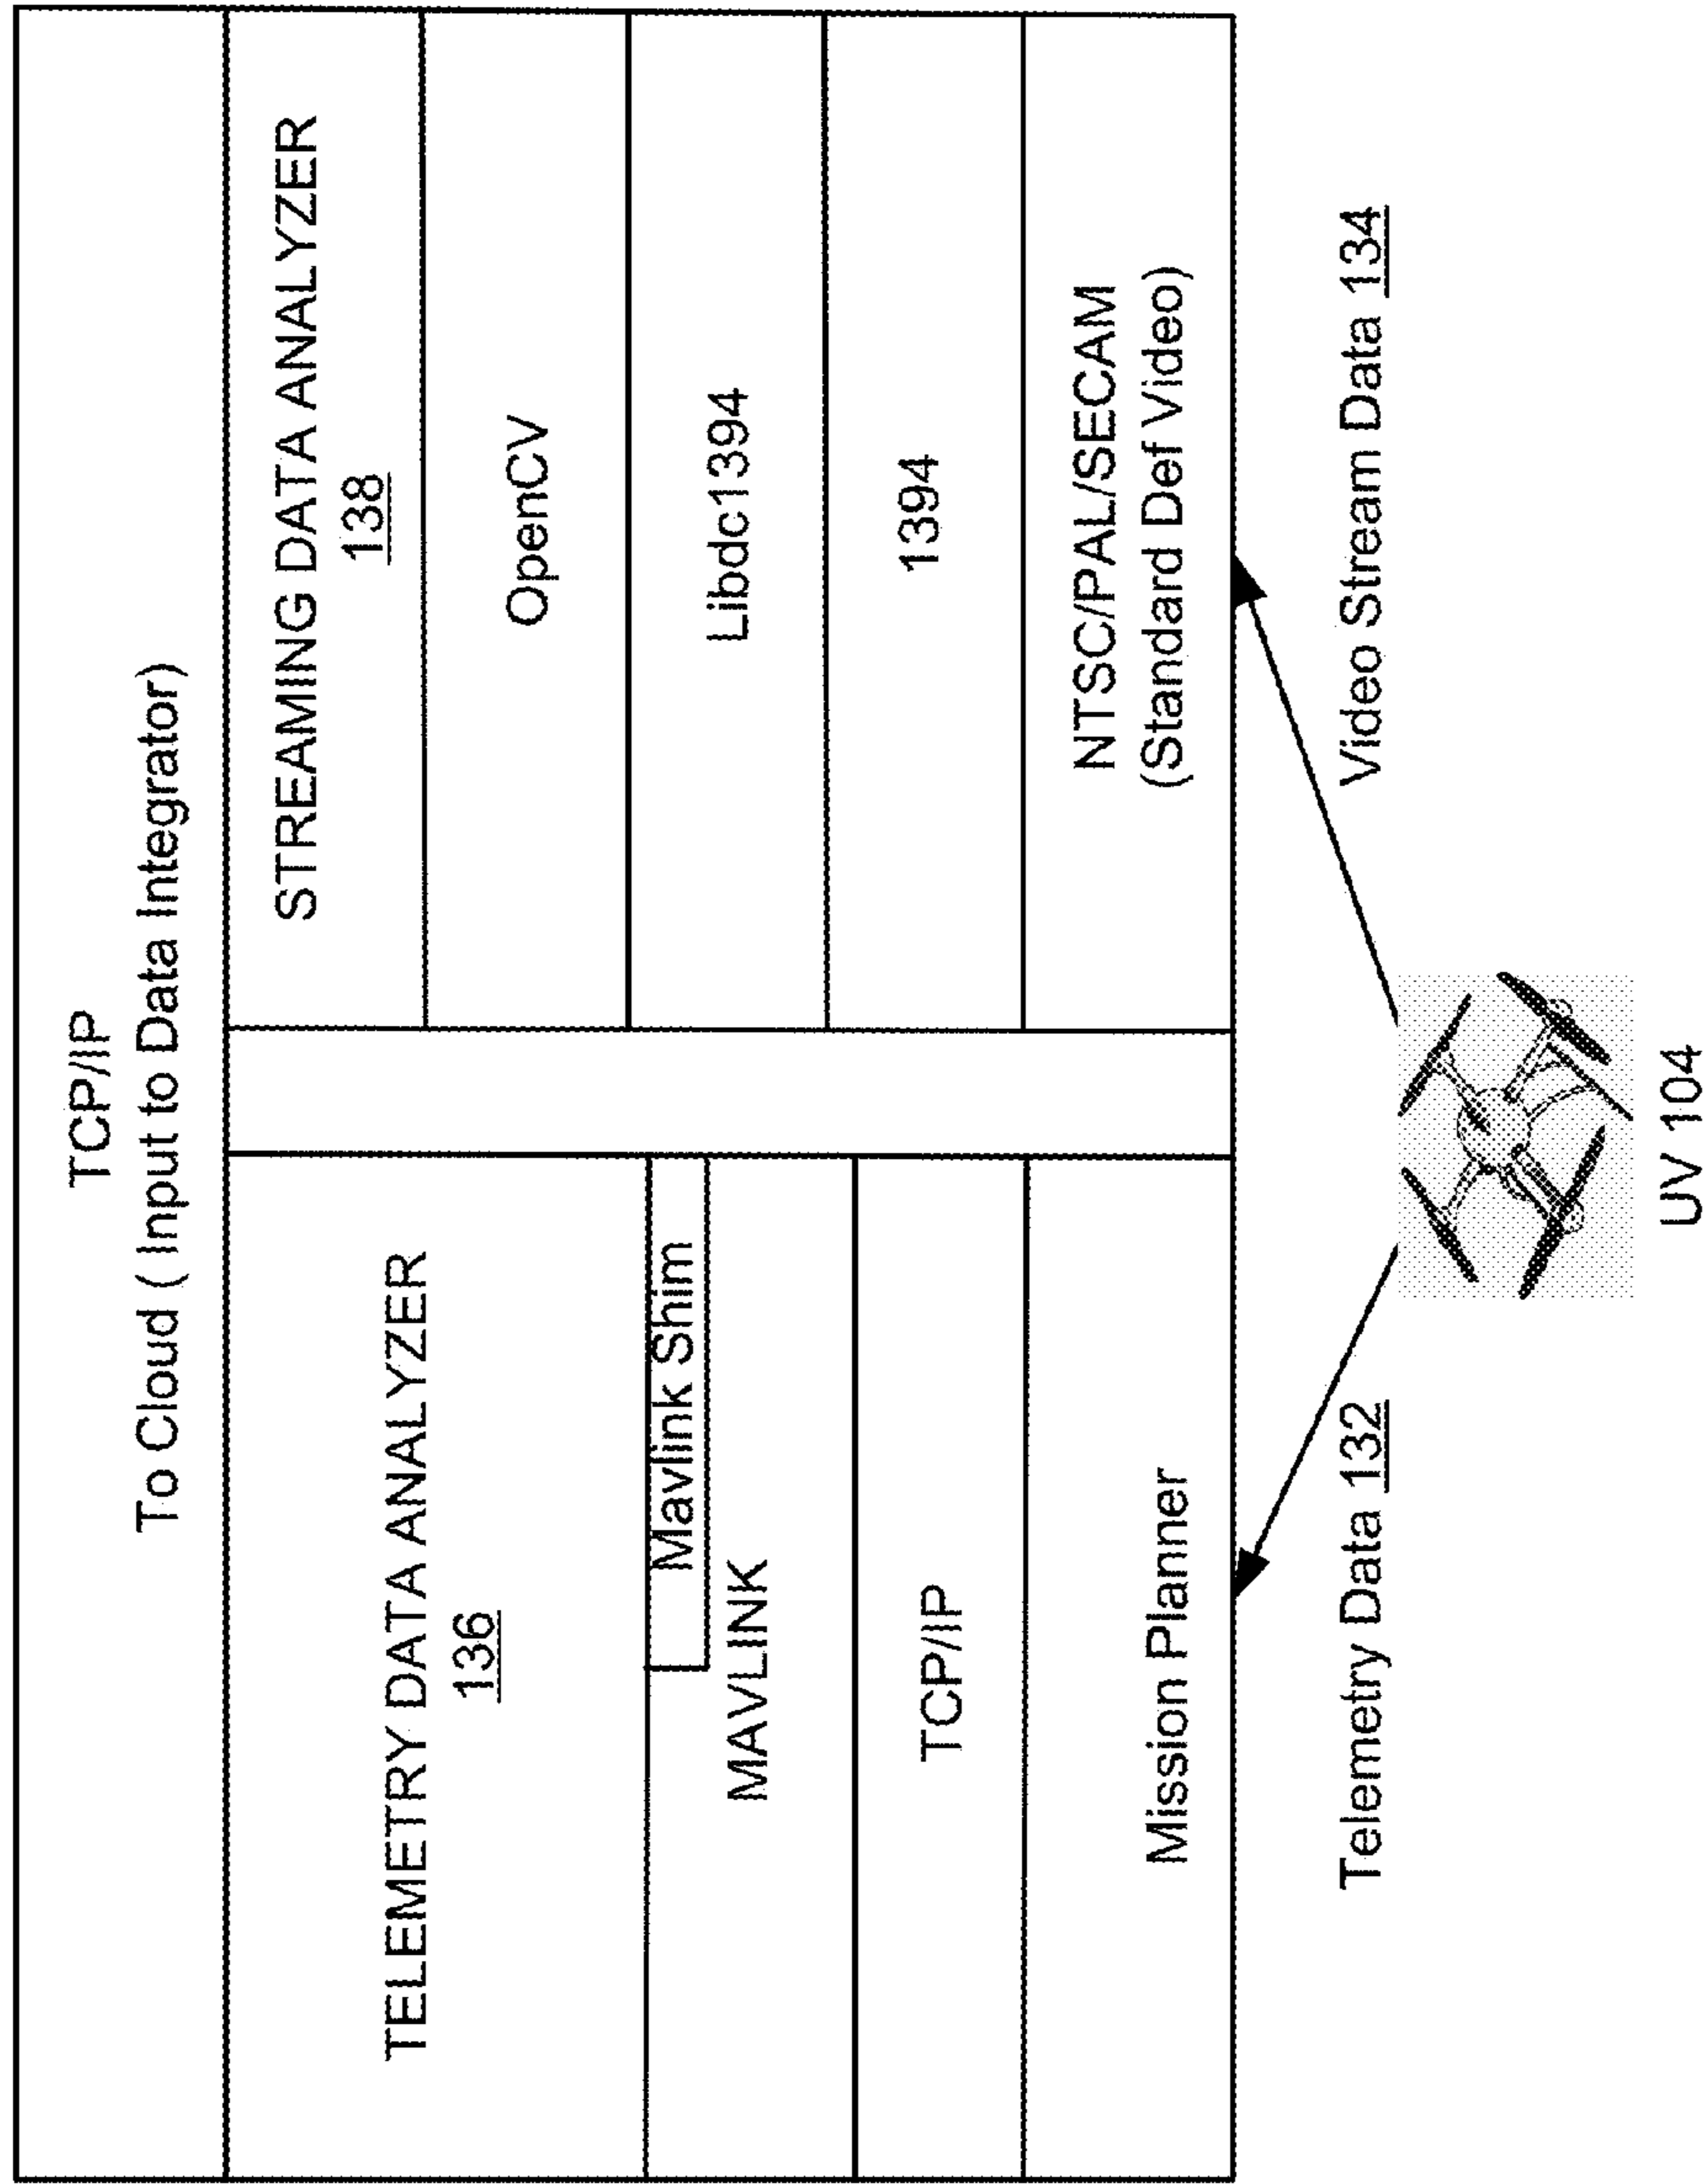 TCP/IP
To Cloud ( Input to Data Integrator)
TELEMETRY DATA ANALYZER
136
Mavlink Shim
MAVLINK
TCP/IP
Mission Planner
STREAMING DATA ANALYZER
138
OpenCV
Libdc1394
1394
NTSC/PAL/SECAM
(Standard Def Video)
Telemetry Data 132
Video Stream Data 134
UV 104